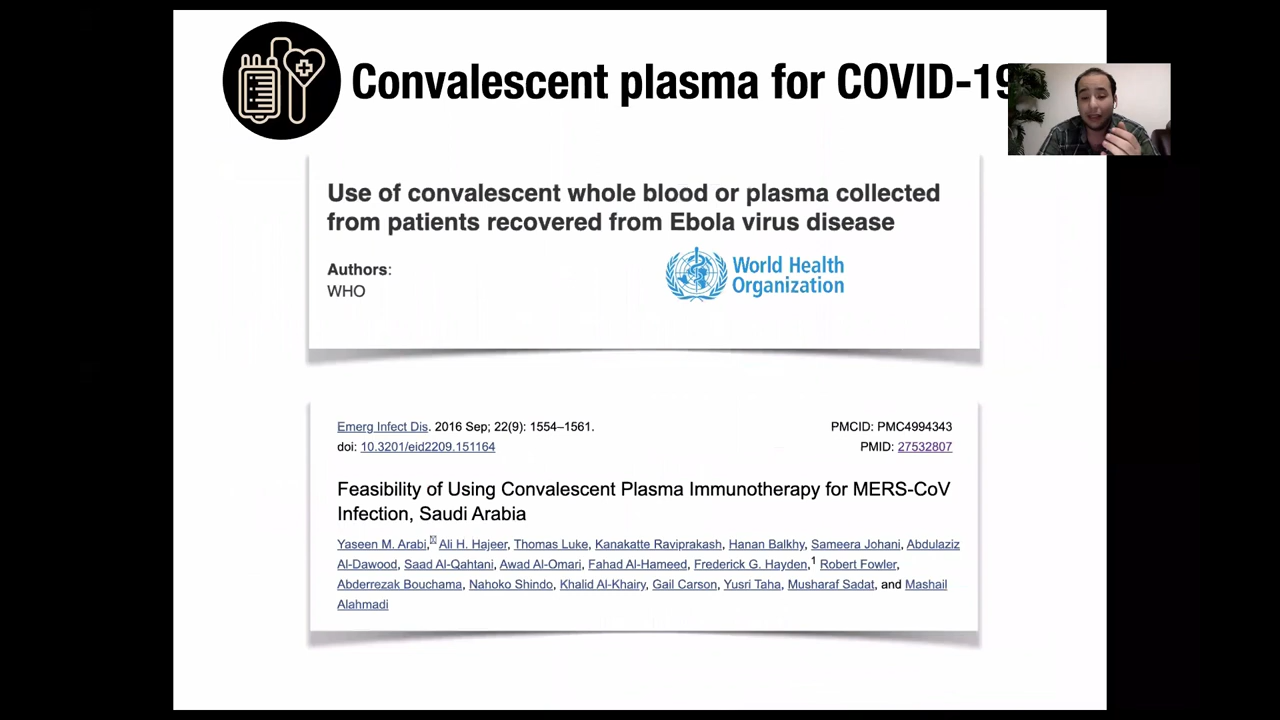 Convalescent plasma for COVID-19
Use of convalescent whole blood or plasma collected
from patients recovered from Ebola virus disease
Authors:
WHO
World Health
Organization
Emerg Infect Dis. 2016 Sep; 22(9): 1554–1561.
doi: 10.3201/eid2209.151164
PMCID: PMC4994343
PMID: 27532807
Feasibility of Using Convalescent Plasma Immunotherapy for MERS-CoV
Infection, Saudi Arabia
Yaseen M. Arabi, Ali H. Hajeer, Thomas Luke, Kanakatte Raviprakash, Hanan Balkhy, Sameera Johani, Abdulaziz
Al-Dawood, Saad Al-Qahtani, Awad Al-Omari, Fahad Al-Hameed, Frederick G. Hayden,1 Robert Fowler,
Abderrezak Bouchama, Nahoko Shindo, Khalid Al-Khairy, Gail Carson, Yusri Taha, Musharaf Sadat, and Mashail
Alahmadi